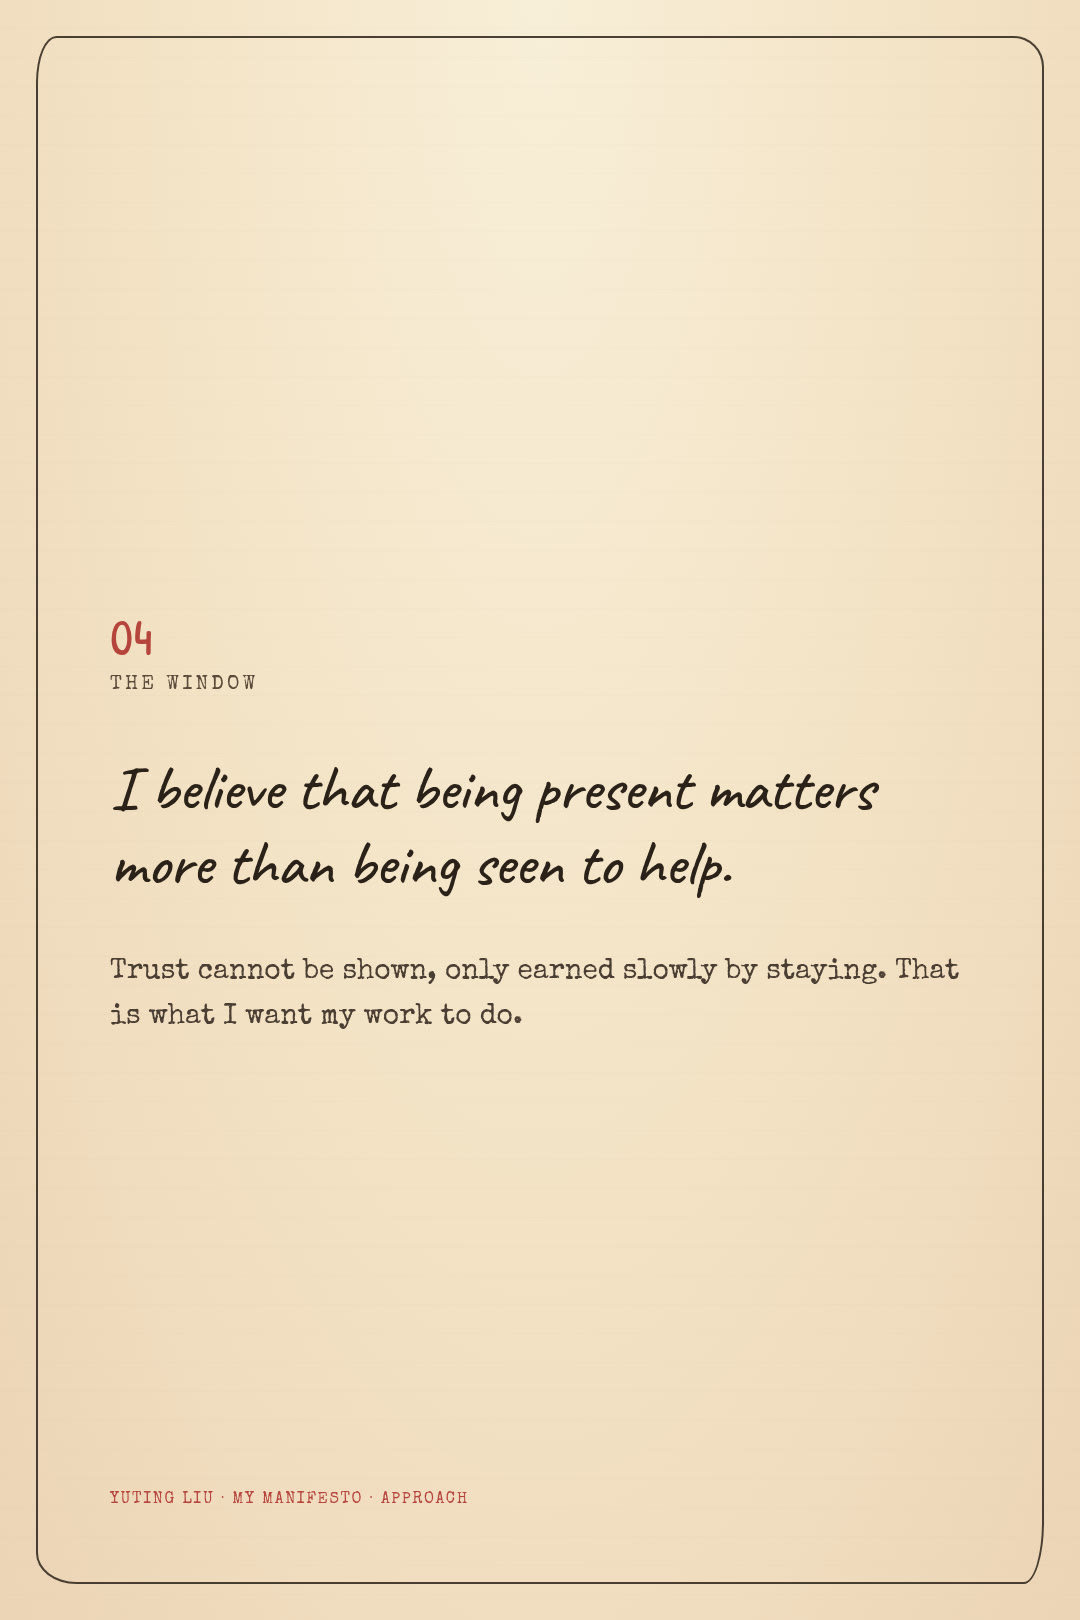 04
THE WINDOW
I believe that being present matters
more than being seen to help.
Trust cannot be shown, only earned slowly by staying. That
is what I want my work to do.
YUTING LIU · MY MANIFESTO · APPROACH